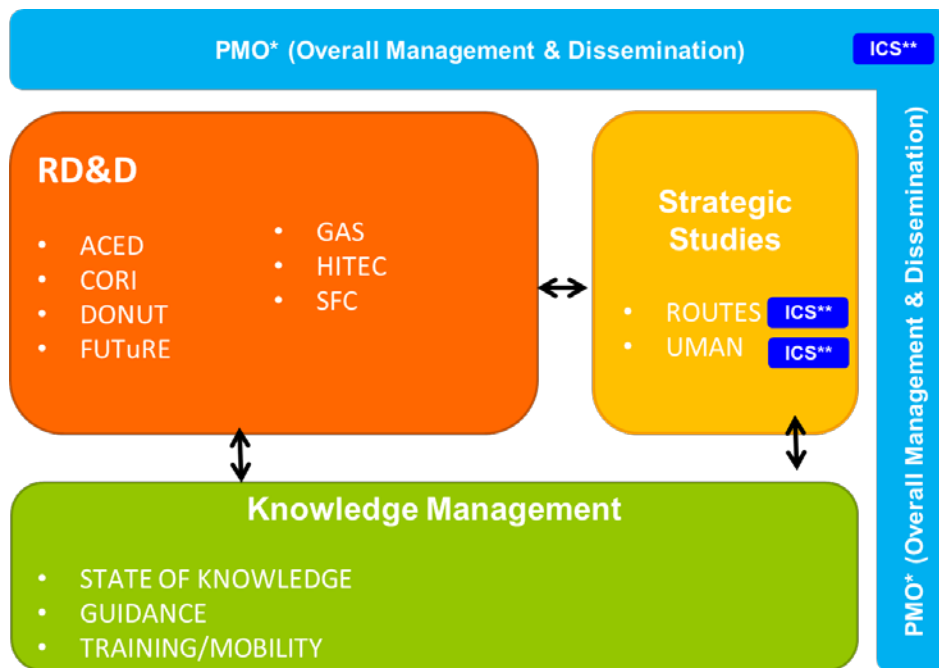 PMO* (Overall Management & Dissemination)
ICS**
RD&D
• ACED
• CORI
• DONUT
• FUTuRE
• GAS
• HITEC
• SFC
Strategic
Studies
• ROUTES ICS**
• UMAN ICS**
PMO* (Overall Management & Dissemination)
Knowledge Management
• STATE OF KNOWLEDGE
• GUIDANCE
• TRAINING/MOBILITY